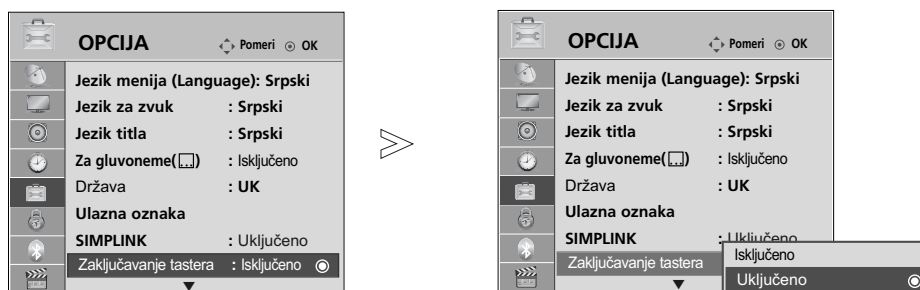 OPCIJA Pomeri OK
Jezik menija (Language): Srpski
Jezik za zvuk : Srpski
Jezik titla : Srpski
Za gluvoneme( ) : Isključeno
Država : UK
Ulazna oznaka
SIMPLINK : Uključeno
Zaključavanje tastera : Isključeno
OPCIJA Pomeri OK
Jezik menija (Language): Srpski
Jezik za zvuk : Srpski
Jezik titla : Srpski
Za gluvoneme( ) : Isključeno
Država : UK
Ulazna oznaka
SIMPLINK : Uključeno
Zaključavanje tastera
Isključeno
Uključeno